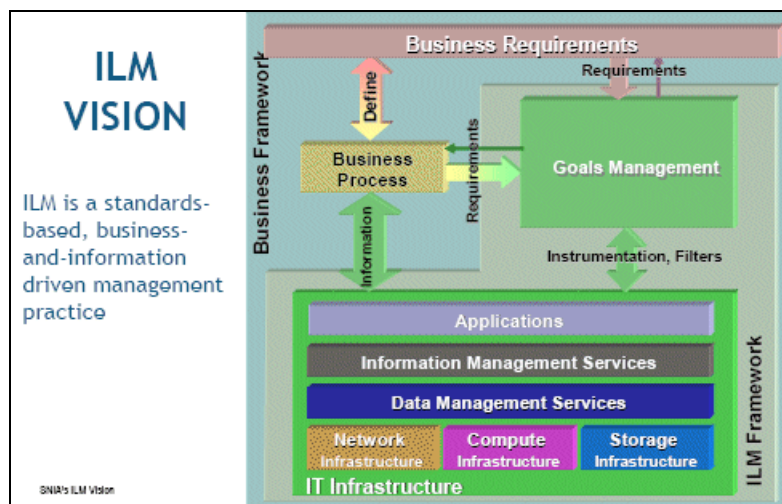 ILM
VISION
ILM is a standards-
based, business-
and-information
driven management
practice
SNIA's ILM Vision
Business Framework
Business Requirements
Define
Requirements
Business
Process
Requirements
Goals Management
Information
Instrumentation, Filters
Applications
Information Management Services
Data Management Services
Network
Infrastructure
Compute
Infrastructure
Storage
Infrastructure
IT Infrastructure
ILM Framework